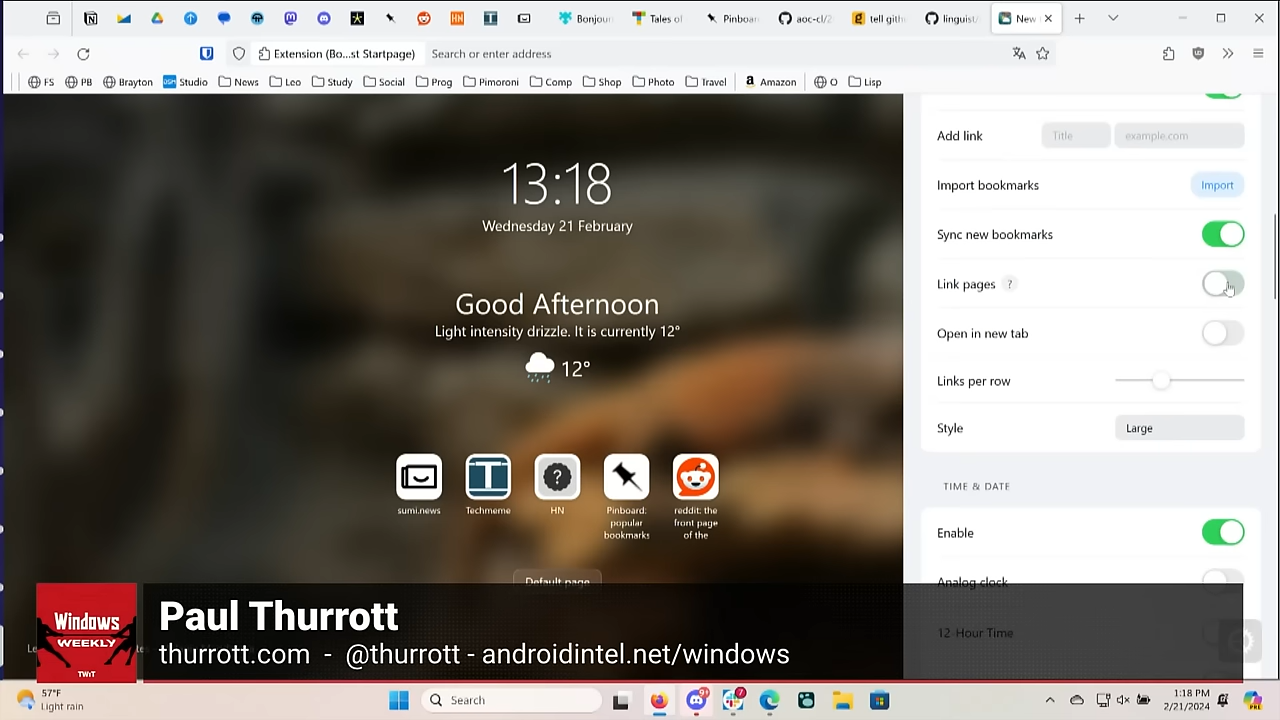 Bonjou
Tales of
Pinboar
aoc-cl/2
tell gith
linguist/
New
Extension (Bo...st Startpage)
Search or enter address
FS
PB
Brayton
Studio
News
Leo
Study
Social
Prog
Pimoroni
Comp
Shop
Photo
Travel
Amazon
O
Lisp
13:18
Wednesday 21 February
Good Afternoon
Light intensity drizzle. It is currently 12°
12°
sumi.news
Techmeme
HN
Pinboard:
popular
bookmarks
reddit: the
front page
of the
Default page
Add link
Title
example.com
Import bookmarks
Import
Sync new bookmarks
Link pages ?
Open in new tab
Links per row
Style
Large
TIME & DATE
Enable
Analog clock
12-Hour Time
Windows
WEEKLY
TWiT
Paul Thurrott
thurrott.com - @thurrott - androidintel.net/windows
57°F
Light rain
Search
1:18 PM
2/21/2024